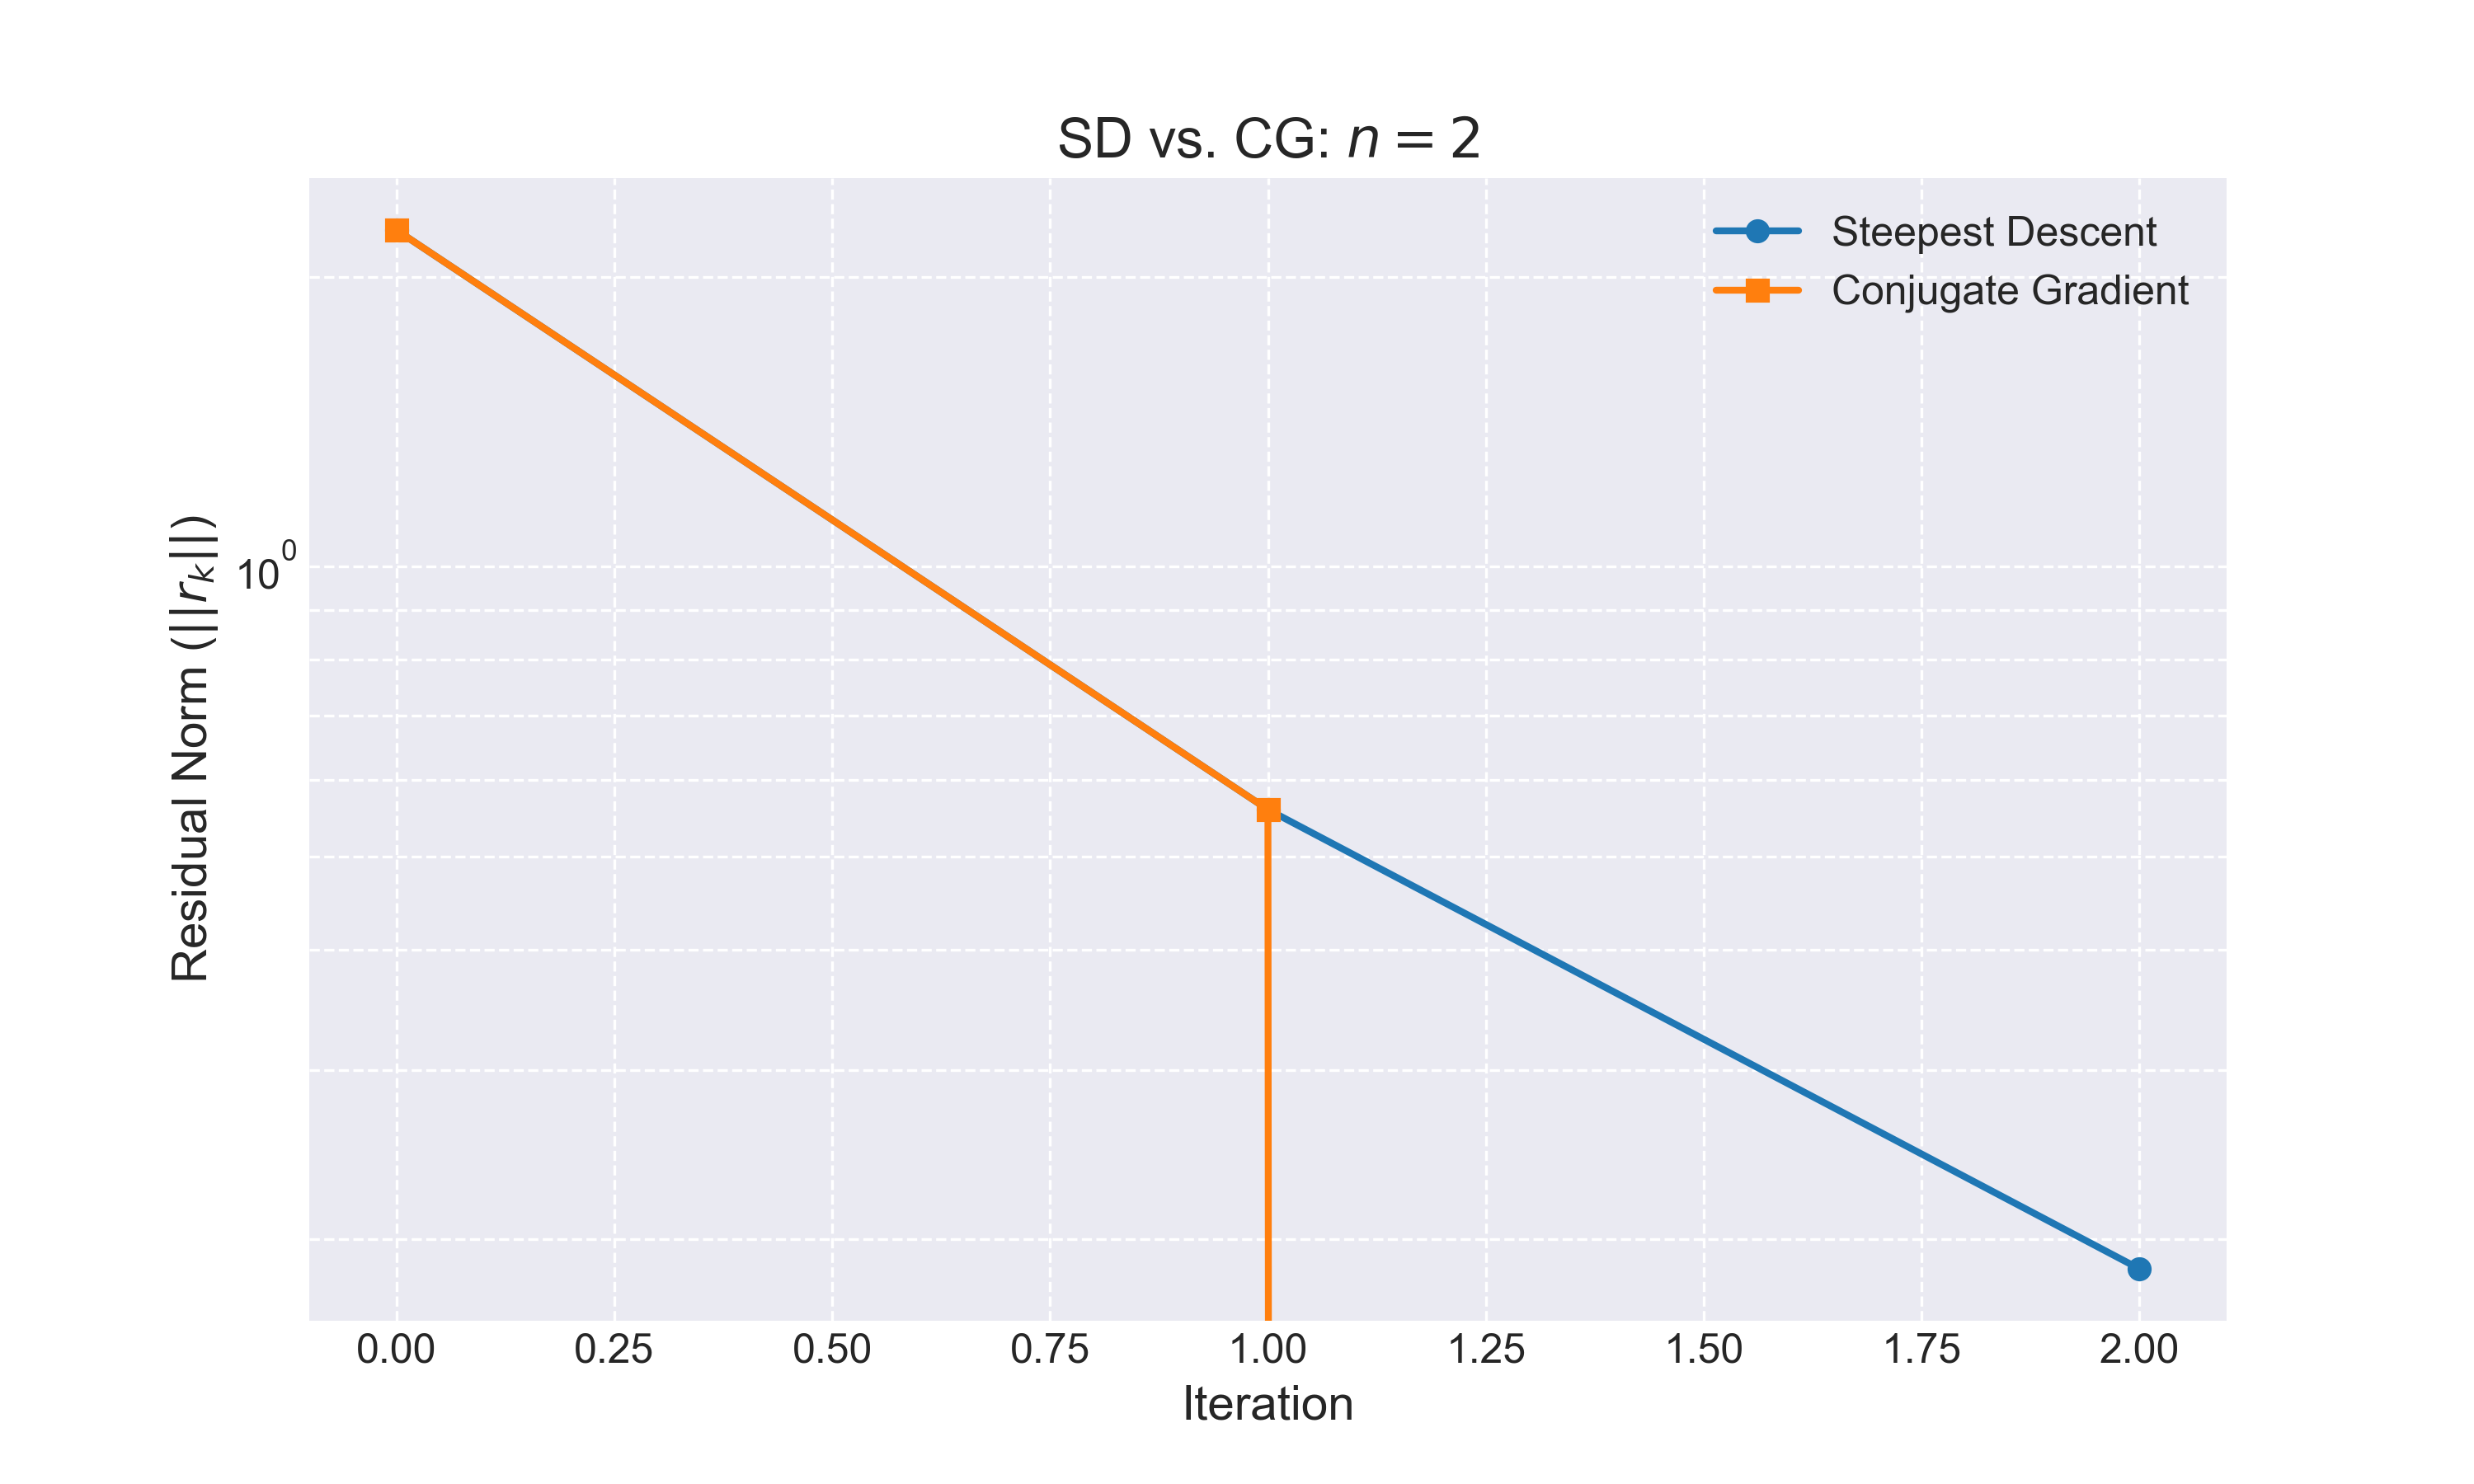 SD vs. CG: n = 2
Steepest Descent
Conjugate Gradient
Residual Norm (||r_k||)
10^0
0.00 0.25 0.50 0.75 1.00 1.25 1.50 1.75 2.00
Iteration